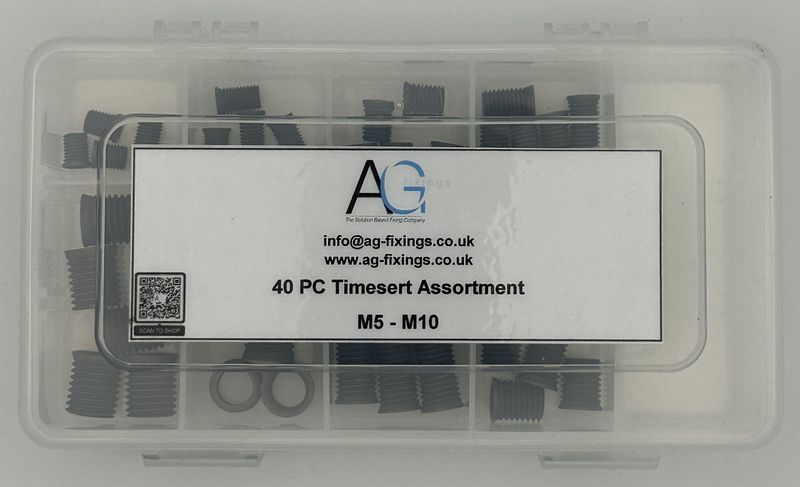 AG
fixings
The Solution Based Fixing Company
info@ag-fixings.co.uk
www.ag-fixings.co.uk
40 PC Timesert Assortment
M5 - M10
SCAN TO SHOP